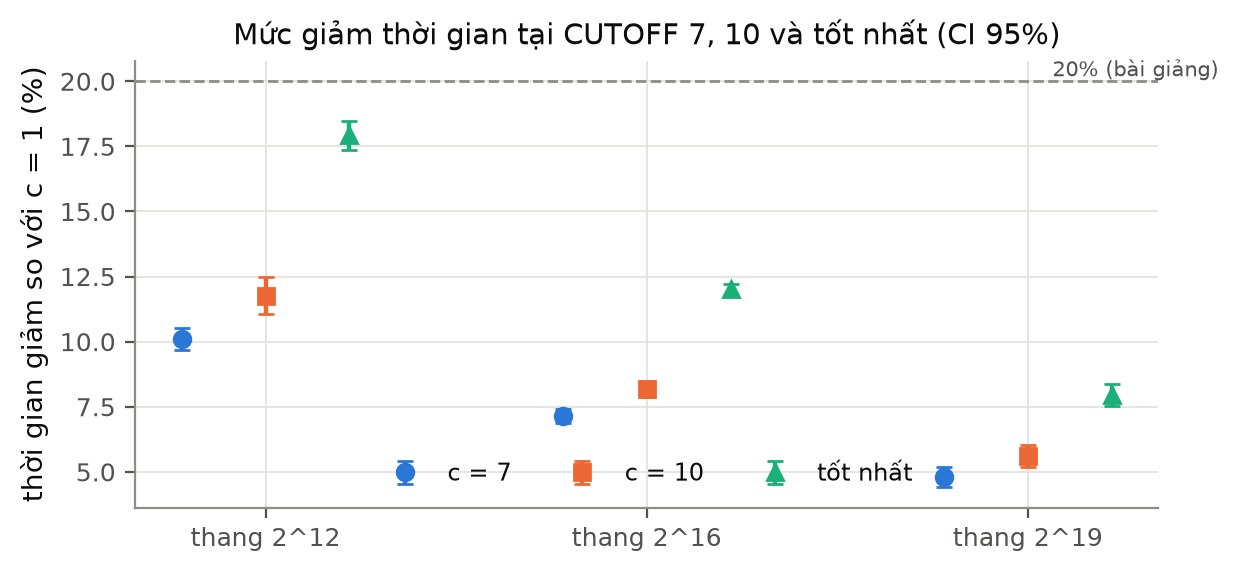 Mức giảm thời gian tại CUTOFF 7, 10 và tốt nhất (CI 95%)
thời gian giảm so với c = 1 (%)
20% (bài giảng)
20.0
17.5
15.0
12.5
10.0
7.5
5.0
c = 7
c = 10
tốt nhất
thang 2^12
thang 2^16
thang 2^19